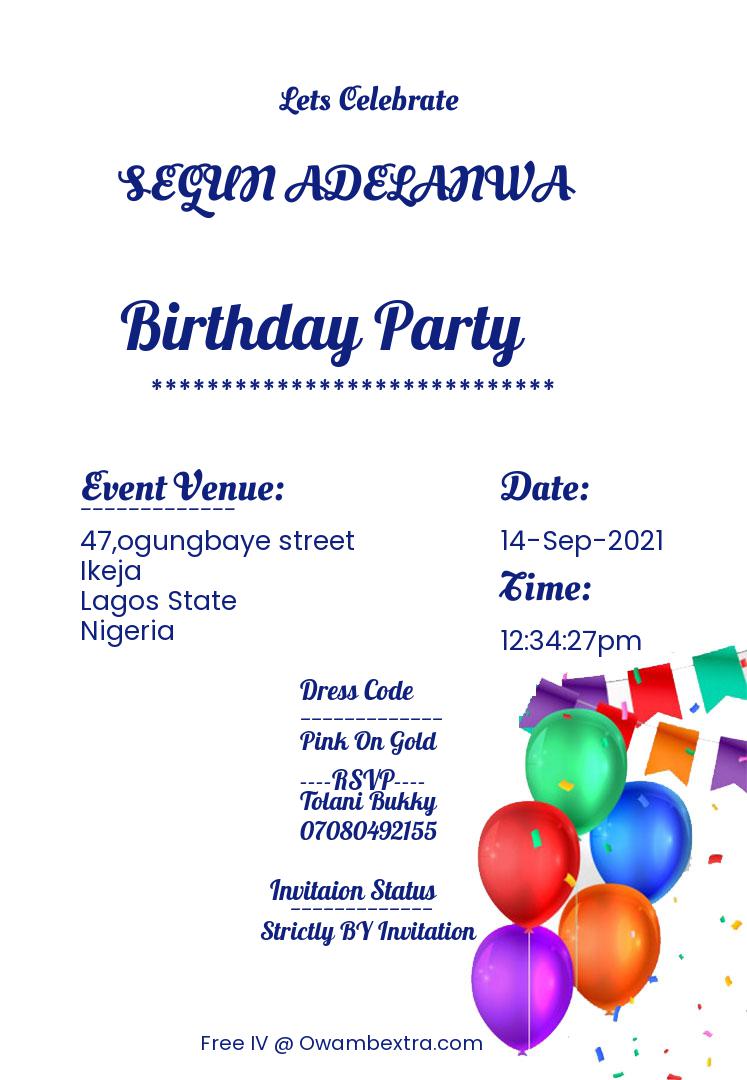 Lets Celebrate
SEGUN ADELANWA
Birthday Party
*****************************
Event Venue:
-------------
47,ogungbaye street
Ikeja
Lagos State
Nigeria
Date:
14-Sep-2021
Time:
12:34:27pm
Dress Code
-------------
Pink On Gold
----RSVP----
Tolani Bukky
07080492155
Invitaion Status
-------------
Strictly BY Invitation
Free IV @ Owambextra.com